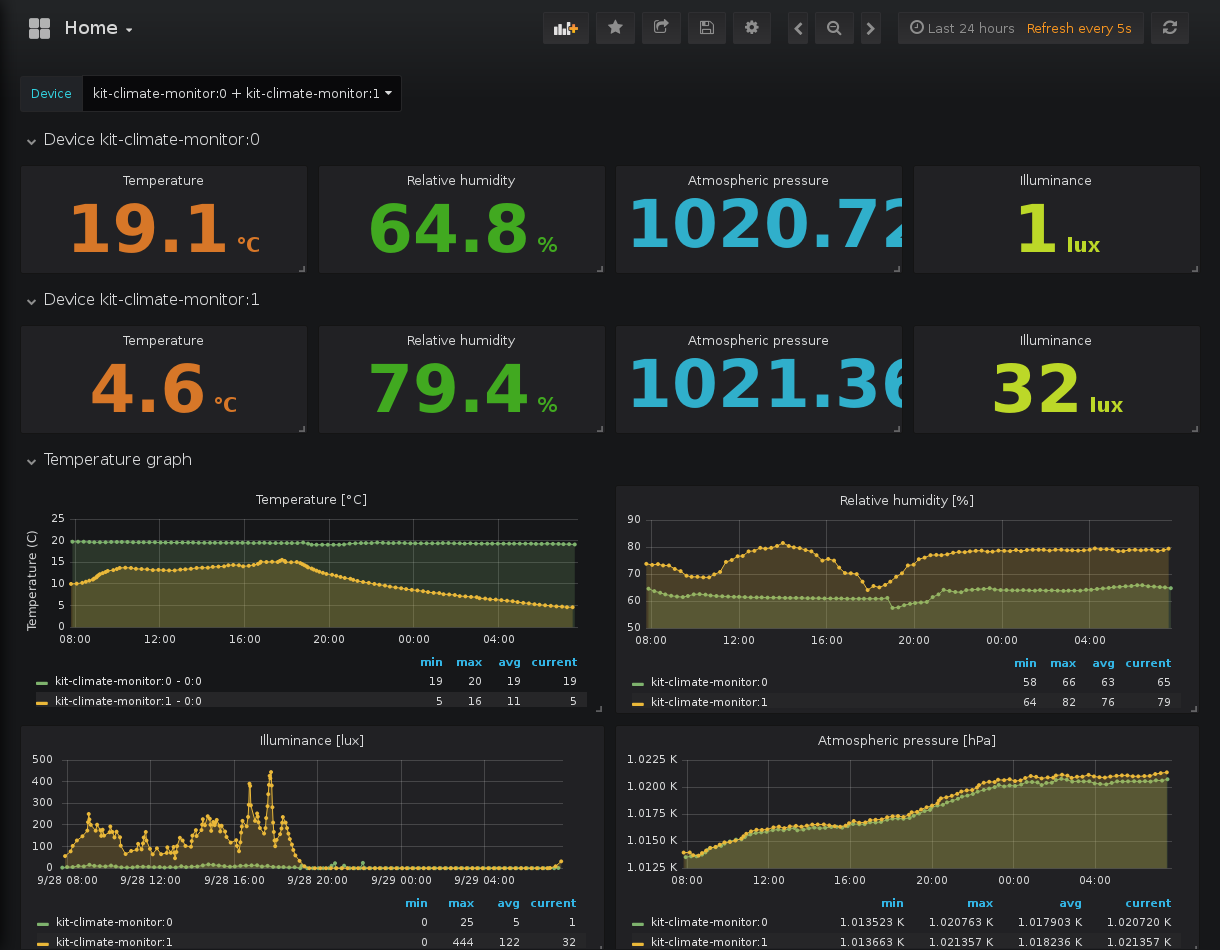 Home
Last 24 hours Refresh every 5s
Device kit-climate-monitor:0 + kit-climate-monitor:1
Device kit-climate-monitor:0
Temperature Relative humidity Atmospheric pressure Illuminance
19.1 °C 64.8 % 1020.72 1 lux
Device kit-climate-monitor:1
Temperature Relative humidity Atmospheric pressure Illuminance
4.6 °C 79.4 % 1021.36 32 lux
Temperature graph
Temperature [°C]
Temperature (C)
25
20
15
10
5
0
08:00 12:00 16:00 20:00 00:00 04:00
min max avg current
kit-climate-monitor:0 - 0:0 19 20 19 19
kit-climate-monitor:1 - 0:0 5 16 11 5
Relative humidity [%]
90
80
70
60
50
08:00 12:00 16:00 20:00 00:00 04:00
min max avg current
kit-climate-monitor:0 58 66 63 65
kit-climate-monitor:1 64 82 76 79
Illuminance [lux]
500
400
300
200
100
0
9/28 08:00 9/28 12:00 9/28 16:00 9/28 20:00 9/29 00:00 9/29 04:00
min max avg current
kit-climate-monitor:0 0 25 5 1
kit-climate-monitor:1 0 444 122 32
Atmospheric pressure [hPa]
1.0225 K
1.0200 K
1.0175 K
1.0150 K
1.0125 K
08:00 12:00 16:00 20:00 00:00 04:00
min max avg current
kit-climate-monitor:0 1.013523 K 1.020763 K 1.017903 K 1.020720 K
kit-climate-monitor:1 1.013663 K 1.021357 K 1.018236 K 1.021357 K